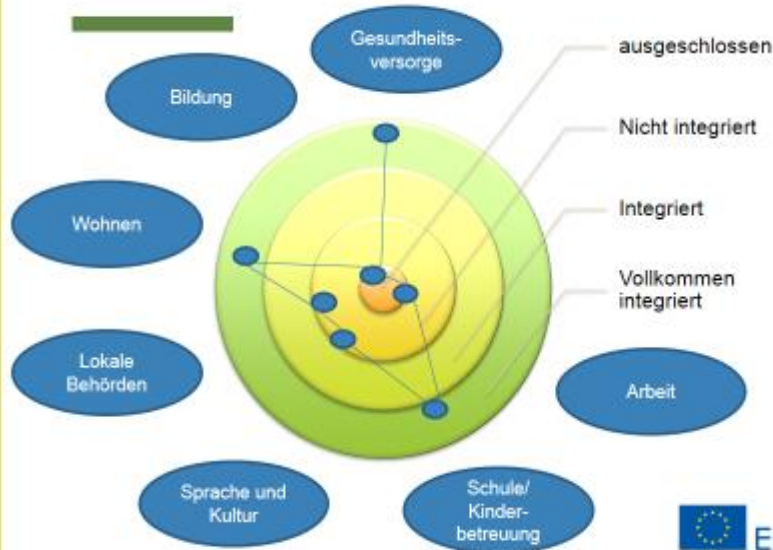 Gesundheits-
versorge
Bildung
Wohnen
Lokale
Behörden
Sprache und
Kultur
Schule/
Kinder-
betreuung
Arbeit
ausgeschlossen
Nicht integriert
Integriert
Vollkommen
integriert
E